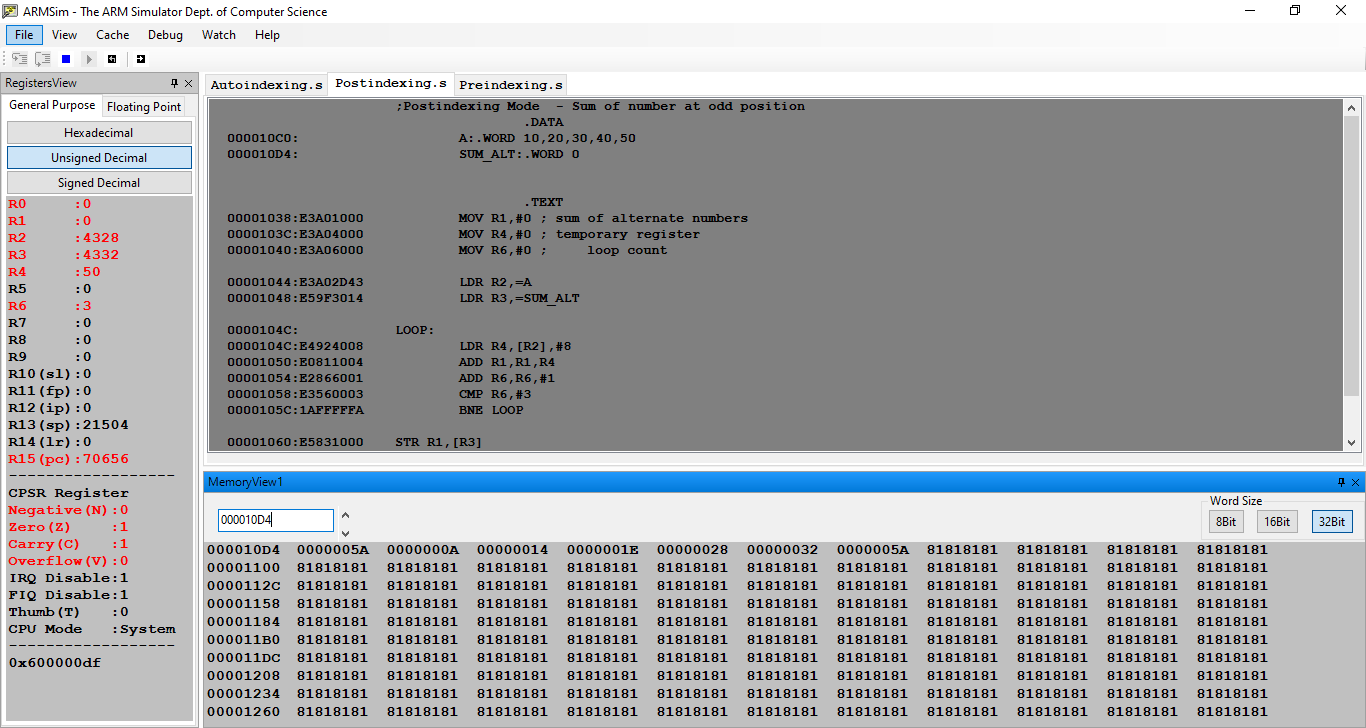 ARMSim - The ARM Simulator Dept. of Computer Science
File View Cache Debug Watch Help
RegistersView
General Purpose Floating Point
Hexadecimal
Unsigned Decimal
Signed Decimal
R0 :0
R1 :0
R2 :4328
R3 :4332
R4 :50
R5 :0
R6 :3
R7 :0
R8 :0
R9 :0
R10(sl):0
R11(fp):0
R12(ip):0
R13(sp):21504
R14(lr):0
R15(pc):70656
------------------
CPSR Register
Negative(N):0
Zero(Z) :1
Carry(C) :1
Overflow(V):0
IRQ Disable:1
FIQ Disable:1
Thumb(T) :0
CPU Mode :System
------------------
0x600000df
Autoindexing.s Postindexing.s Preindexing.s
;Postindexing Mode - Sum of number at odd position
.DATA
000010C0: A:.WORD 10,20,30,40,50
000010D4: SUM_ALT:.WORD 0
.TEXT
00001038:E3A01000 MOV R1,#0 ; sum of alternate numbers
0000103C:E3A04000 MOV R4,#0 ; temporary register
00001040:E3A06000 MOV R6,#0 ; loop count
00001044:E3A02D43 LDR R2,=A
00001048:E59F3014 LDR R3,=SUM_ALT
0000104C: LOOP:
0000104C:E4924008 LDR R4,[R2],#8
00001050:E0811004 ADD R1,R1,R4
00001054:E2866001 ADD R6,R6,#1
00001058:E3560003 CMP R6,#3
0000105C:1AFFFFFA BNE LOOP
00001060:E5831000 STR R1,[R3]
MemoryView1
000010D4
Word Size
8Bit 16Bit 32Bit
000010D4 0000005A 0000000A 00000014 0000001E 00000028 00000032 0000005A 81818181 81818181 81818181 81818181
00001100 81818181 81818181 81818181 81818181 81818181 81818181 81818181 81818181 81818181 81818181 81818181
0000112C 81818181 81818181 81818181 81818181 81818181 81818181 81818181 81818181 81818181 81818181 81818181
00001158 81818181 81818181 81818181 81818181 81818181 81818181 81818181 81818181 81818181 81818181 81818181
00001184 81818181 81818181 81818181 81818181 81818181 81818181 81818181 81818181 81818181 81818181 81818181
000011B0 81818181 81818181 81818181 81818181 81818181 81818181 81818181 81818181 81818181 81818181 81818181
000011DC 81818181 81818181 81818181 81818181 81818181 81818181 81818181 81818181 81818181 81818181 81818181
00001208 81818181 81818181 81818181 81818181 81818181 81818181 81818181 81818181 81818181 81818181 81818181
00001234 81818181 81818181 81818181 81818181 81818181 81818181 81818181 81818181 81818181 81818181 81818181
00001260 81818181 81818181 81818181 81818181 81818181 81818181 81818181 81818181 81818181 81818181 81818181